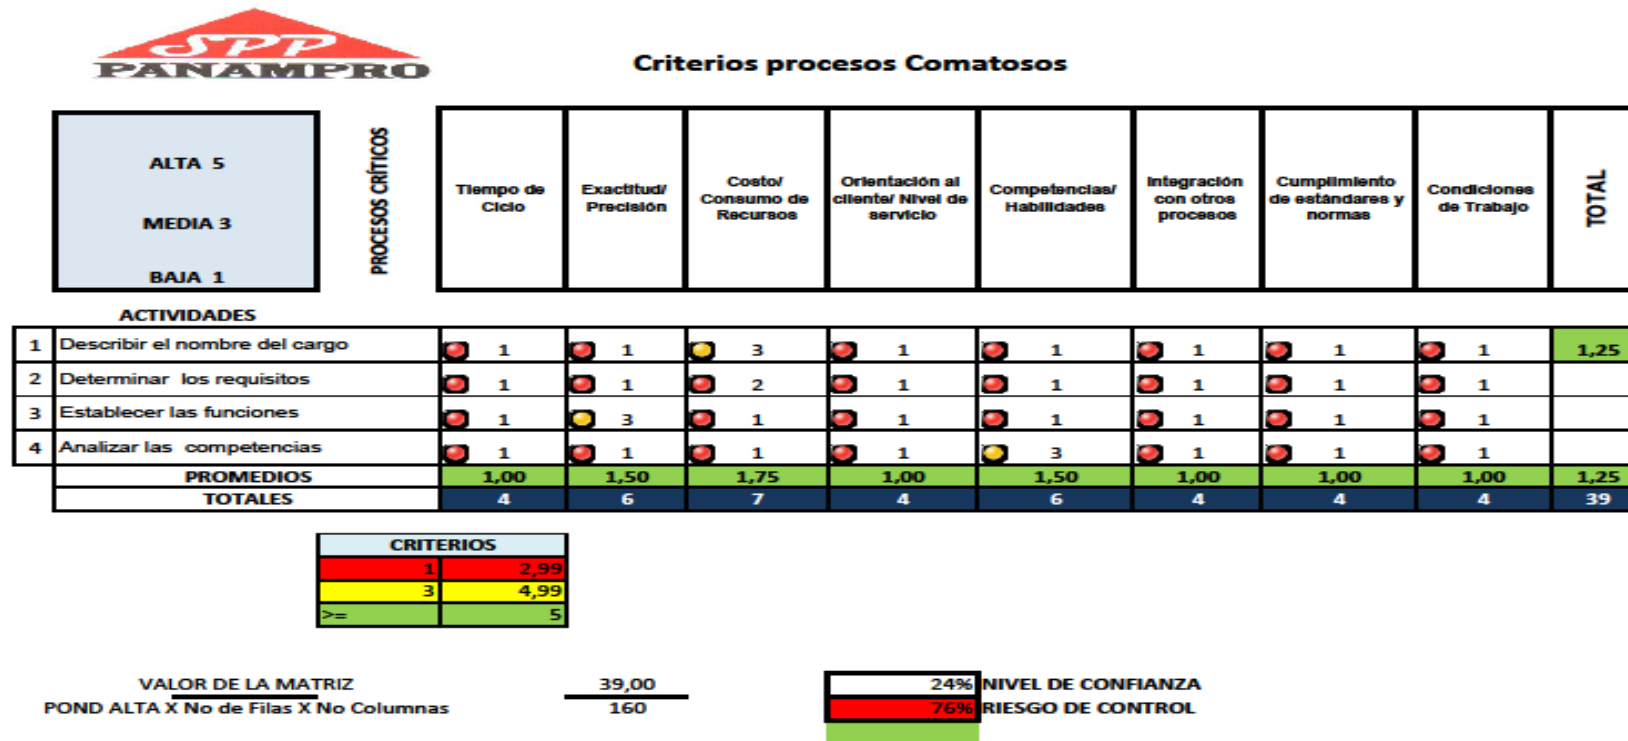 SPP
PANAMPRO
Criterios procesos Comatosos
ALTA 5
MEDIA 3
BAJA 1
PROCESOS CRÍTICOS
Tiempo de Ciclo
Exactitud/ Precisión
Costo/ Consumo de Recursos
Orientación al cliente/ Nivel de servicio
Competencias/ Habilidades
Integración con otros procesos
Cumplimiento de estándares y normas
Condiciones de Trabajo
TOTAL
ACTIVIDADES
1 Describir el nombre del cargo 1 1 3 1 1 1 1 1 1,25
2 Determinar los requisitos 1 1 2 1 1 1 1 1
3 Establecer las funciones 1 3 1 1 1 1 1 1
4 Analizar las competencias 1 1 1 1 3 1 1 1
PROMEDIOS 1,00 1,50 1,75 1,00 1,50 1,00 1,00 1,00 1,25
TOTALES 4 6 7 4 6 4 4 4 39
CRITERIOS
1 2,99
3 4,99
>= 5
VALOR DE LA MATRIZ 39,00 24% NIVEL DE CONFIANZA
POND ALTA X No de Filas X No Columnas 160 76% RIESGO DE CONTROL